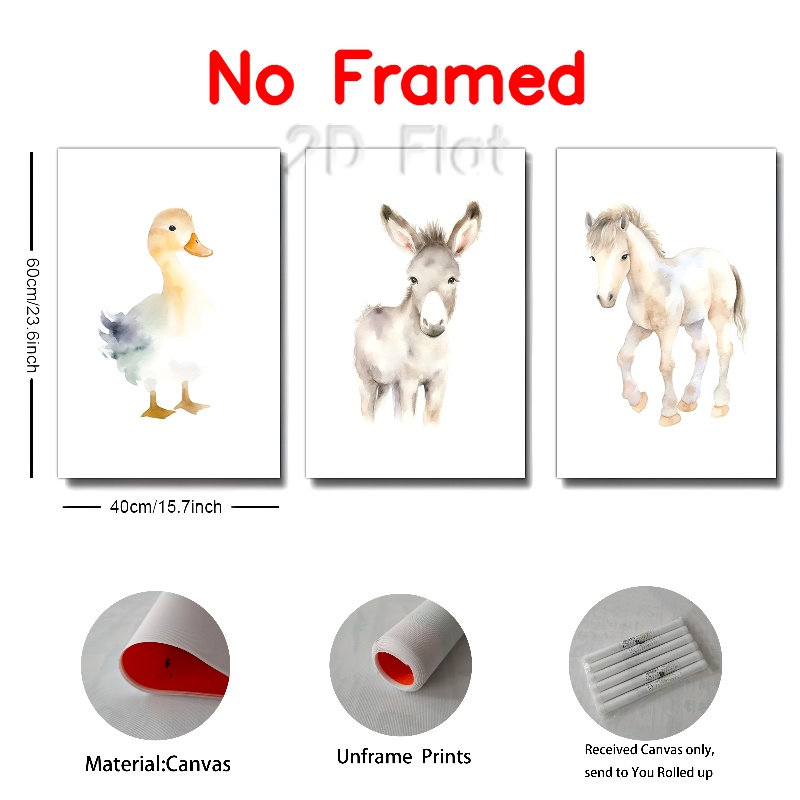 No Framed
2D Flat
60cm/23.6inch
40cm/15.7inch
Material:Canvas
Unframe Prints
Received Canvas only,
send to You Rolled up